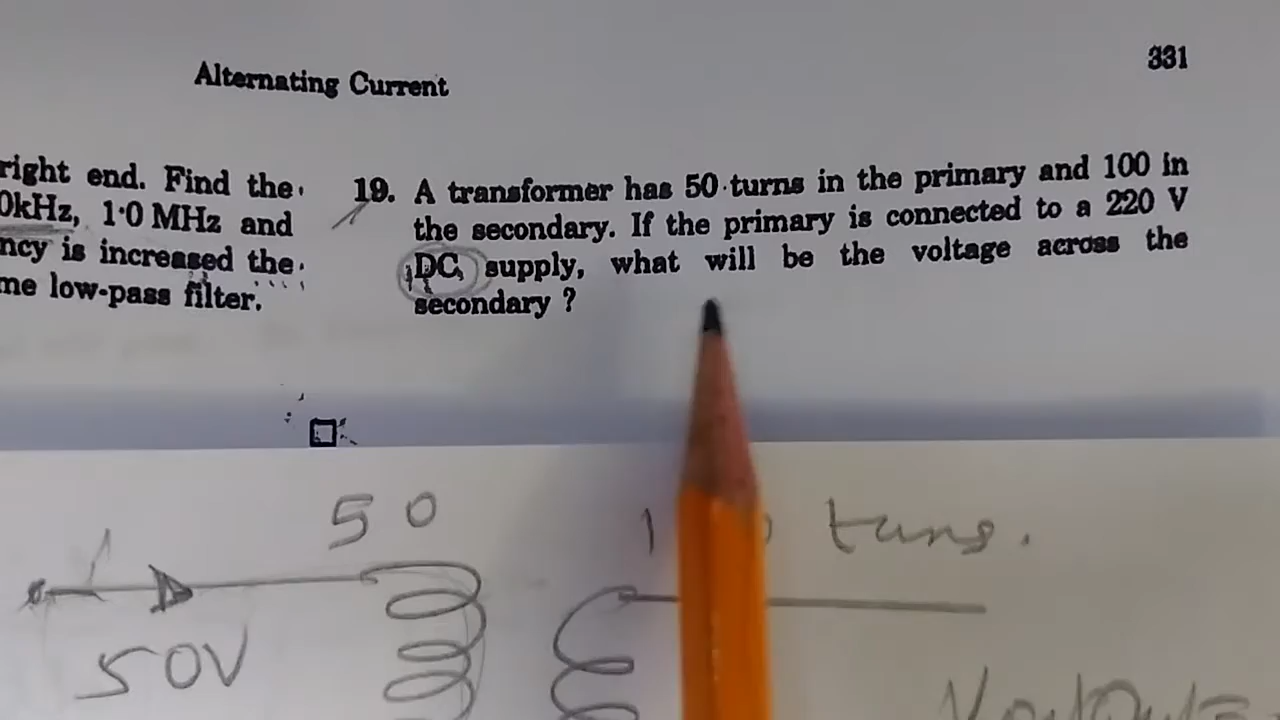 Alternating Current
331
right end. Find the
0kHz, 1·0 MHz and
ncy is increased the
me low-pass filter.
19. A transformer has 50 turns in the primary and 100 in
the secondary. If the primary is connected to a 220 V
DC supply, what will be the voltage across the
secondary ?
50
turns.
50V